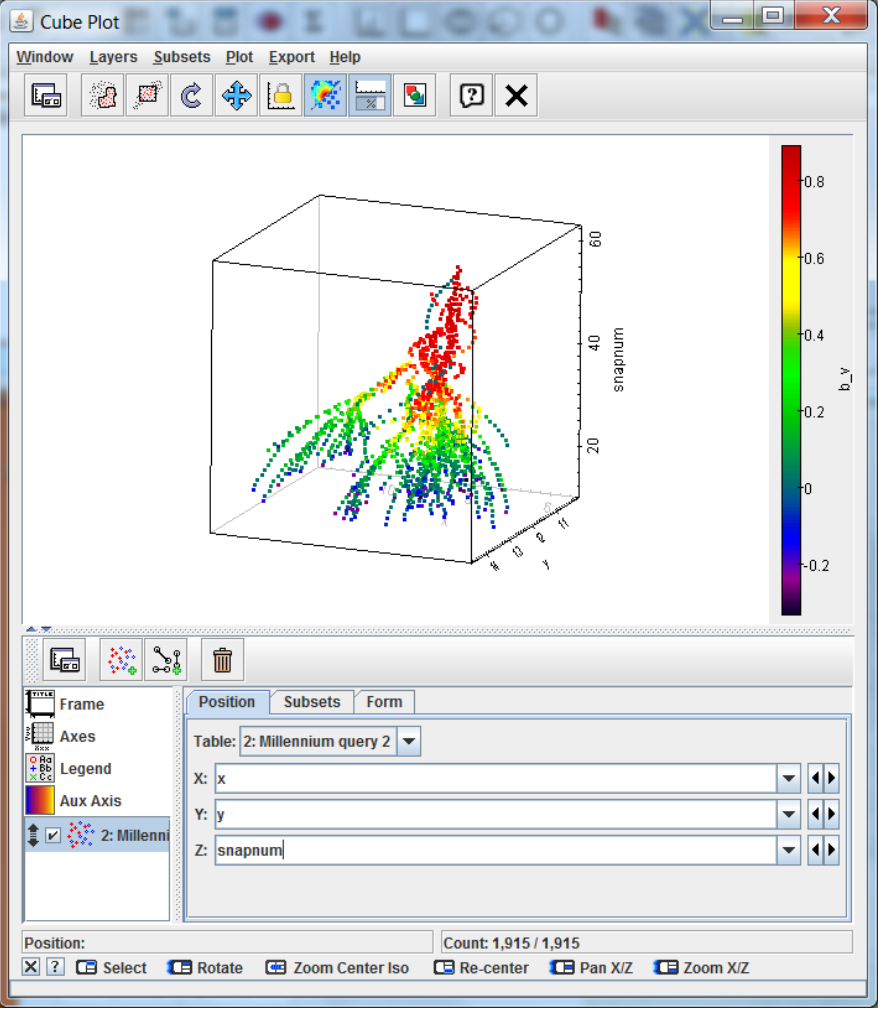 Cube Plot
Window Layers Subsets Plot Export Help
60
40
20
snapnum
14 13 12 11
y
0.8
0.6
0.4
0.2
0
-0.2
b_v
Position Subsets Form
Frame
Axes
Legend
Aux Axis
2: Millenni
Table: 2: Millennium query 2
X: x
Y: y
Z: snapnum
Position:
Count: 1,915 / 1,915
Select Rotate Zoom Center Iso Re-center Pan X/Z Zoom X/Z